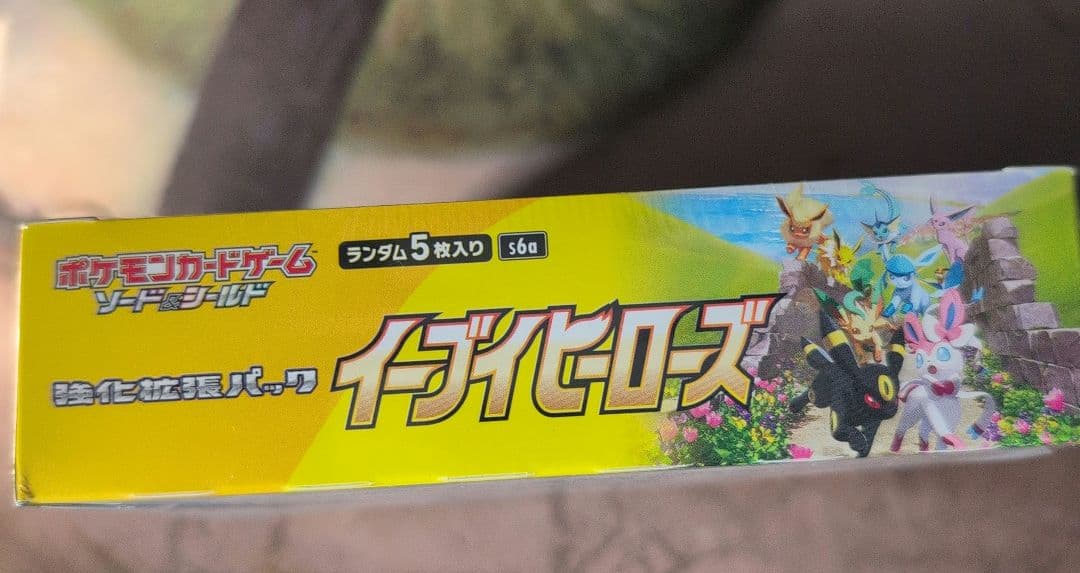 ポケモンカードゲーム
ソード&シールド
ランダム5枚入り
s6a
強化拡張パック
イーブイヒーローズ